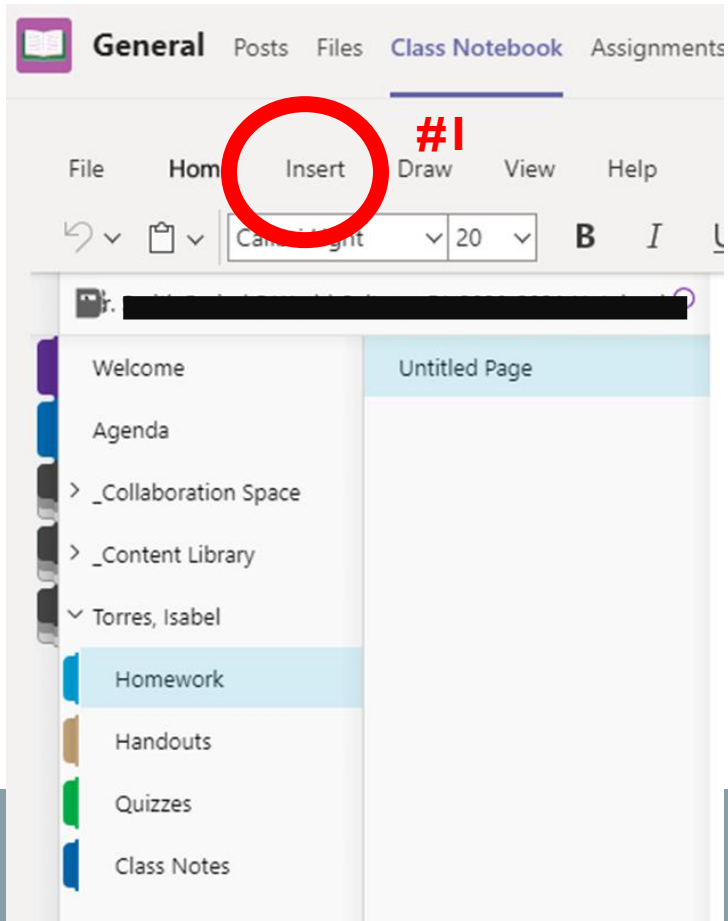 General Posts Files Class Notebook Assignments
#I
File Hom Insert Draw View Help
20 B I U
Welcome Untitled Page
Agenda
_Collaboration Space
_Content Library
Torres, Isabel
Homework
Handouts
Quizzes
Class Notes